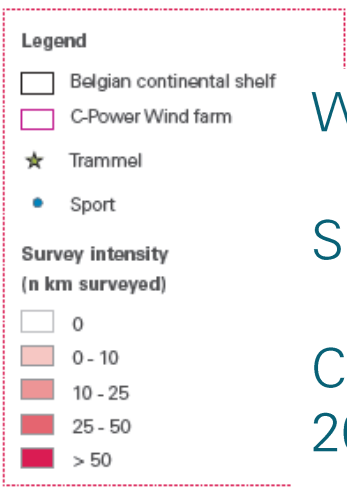 Legend
Belgian continental shelf
C-Power Wind farm
Trammel
Sport
Survey intensity
(n km surveyed)
0
0 - 10
10 - 25
25 - 50
> 50
W
S
C
20